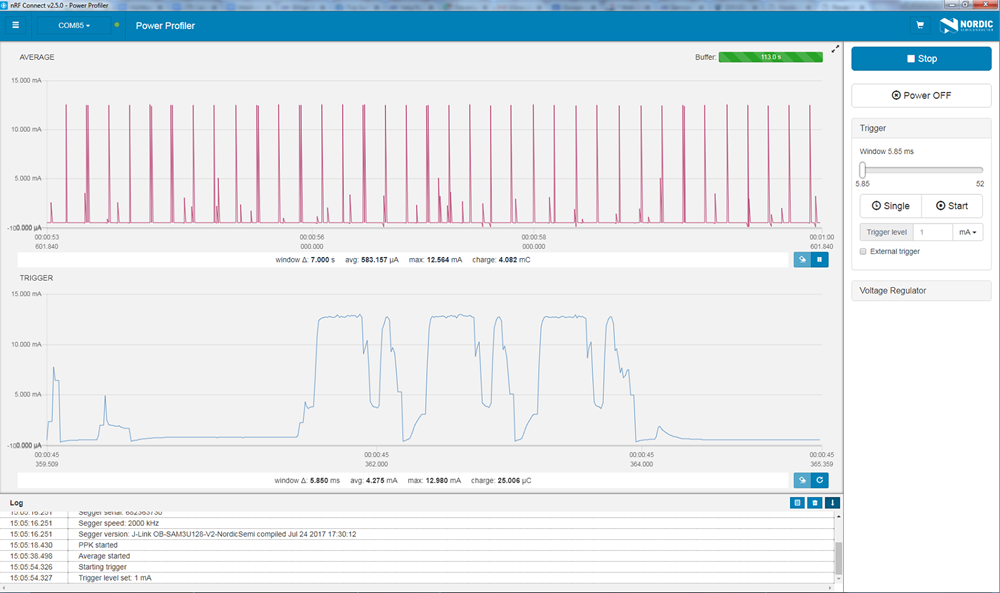 nRF Connect v2.5.0 - Power Profiler
COM85
Power Profiler
NORDIC
SEMICONDUCTOR
AVERAGE
Buffer:
113.0 s
15.000 mA
10.000 mA
5.000 mA
0.000 µA
00:00:53
601.840
00:00:56
000.000
00:00:58
000.000
00:01:00
601.840
window Δ: 7.000 s avg: 583.157 µA max: 12.564 mA charge: 4.082 mC
TRIGGER
15.000 mA
10.000 mA
5.000 mA
0.000 µA
00:00:45
359.509
00:00:45
362.000
00:00:45
364.000
00:00:45
365.359
window Δ: 5.850 ms avg: 4.275 mA max: 12.980 mA charge: 25.006 µC
Stop
Power OFF
Trigger
Window 5.85 ms
5.85
52
Single
Start
Trigger level
1
mA
External trigger
Voltage Regulator
Log
15:05:16.251 Segger serial: 682563730
15:05:16.251 Segger speed: 2000 kHz
15:05:16.251 Segger version: J-Link OB-SAM3U128-V2-NordicSemi compiled Jul 24 2017 17:30:12
15:05:18.430 PPK started
15:05:38.498 Average started
15:05:54.326 Starting trigger
15:05:54.327 Trigger level set: 1 mA